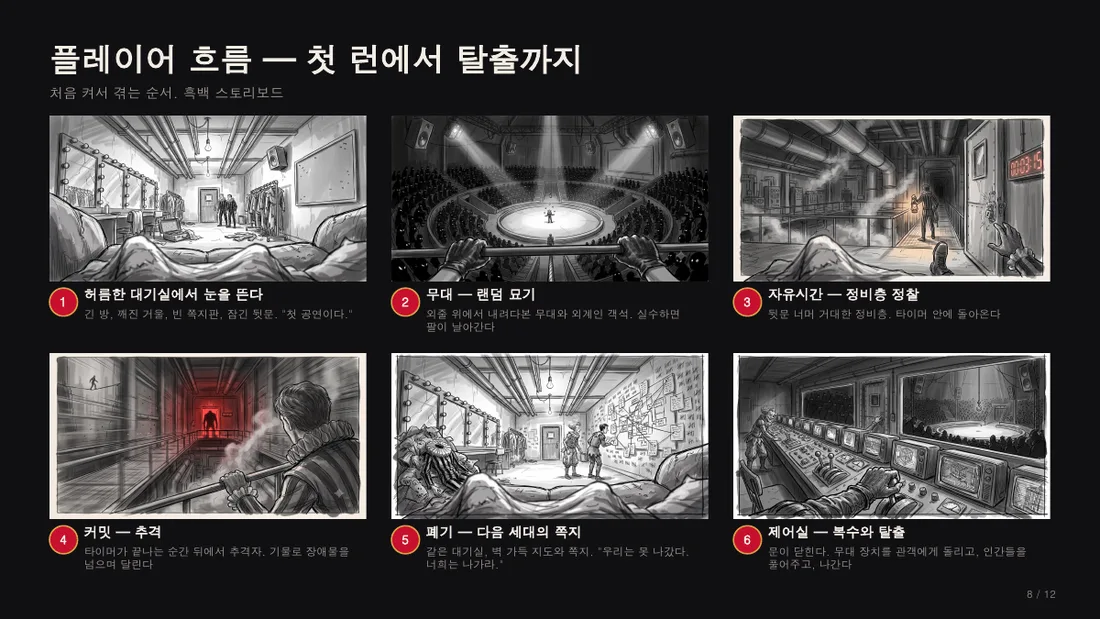 플레이어 흐름 — 첫 런에서 탈출까지
처음 켜서 겪는 순서. 흑백 스토리보드
00:03:15
1 허름한 대기실에서 눈을 뜬다
긴 방, 깨진 거울, 빈 쪽지판, 잠긴 뒷문. "첫 공연이다."
2 무대 — 랜덤 묘기
외줄 위에서 내려다본 무대와 외계인 객석. 실수하면
팔이 날아간다
3 자유시간 — 정비층 정찰
뒷문 너머 거대한 정비층. 타이머 안에 돌아온다
4 커밋 — 추격
타이머가 끝나는 순간 뒤에서 추격자. 기물로 장애물을
넘으며 달린다
5 폐기 — 다음 세대의 쪽지
같은 대기실, 벽 가득 지도와 쪽지. "우리는 못 나갔다.
너희는 나가라."
6 제어실 — 복수와 탈출
문이 닫힌다. 무대 장치를 관객에게 돌리고, 인간들을
풀어주고, 나간다
8 / 12